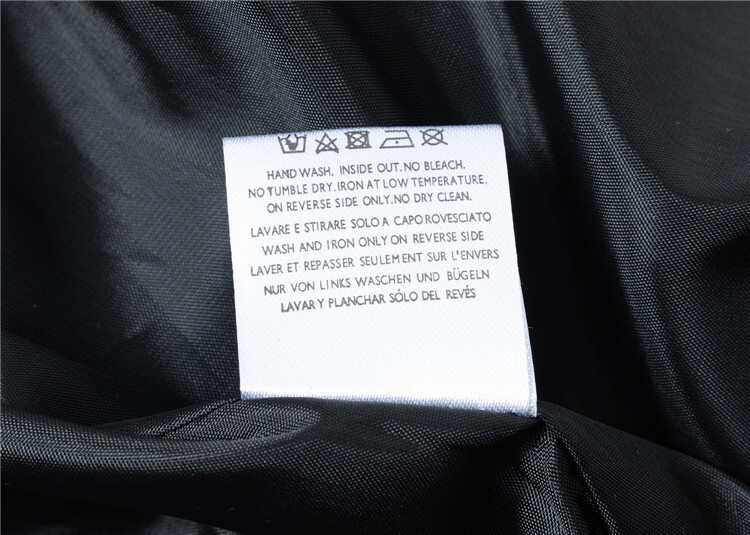 HAND WASH. INSIDE OUT. NO BLEACH.
NO TUMBLE DRY. IRON AT LOW TEMPERATURE,
ON REVERSE SIDE ONLY. NO DRY CLEAN.
LAVARE E STIRARE SOLO A CAPO ROVESCIATO
WASH AND IRON ONLY ON REVERSE SIDE
LAVER ET REPASSER SEULEMENT SUR L'ENVERS
NUR VON LINKS WASCHEN UND BÜGELN
LAVAR Y PLANCHAR SÓLO DEL REVÉS